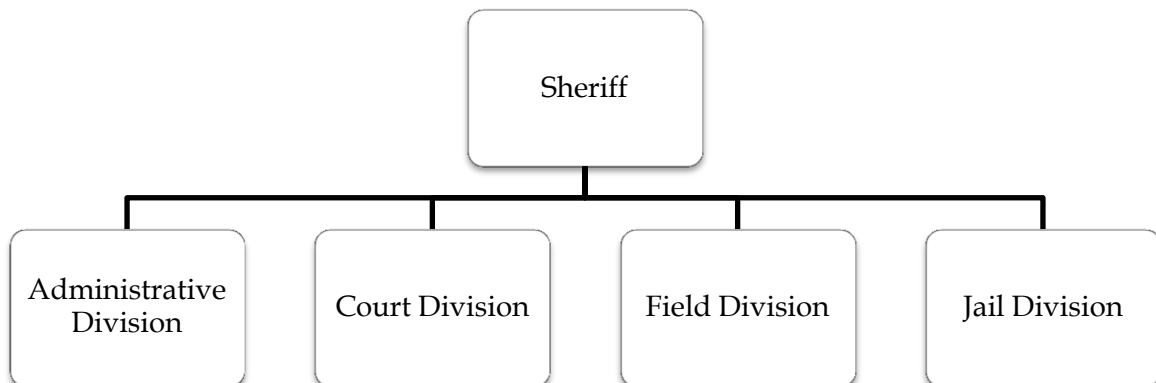 Sheriff
Administrative
Division
Court Division
Field Division
Jail Division